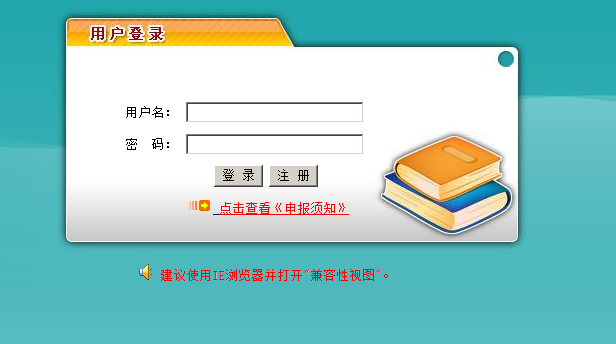 用户登录
用户名：
密　码：
登 录 注 册
点击查看《申报须知》
建议使用IE浏览器并打开"兼容性视图"。